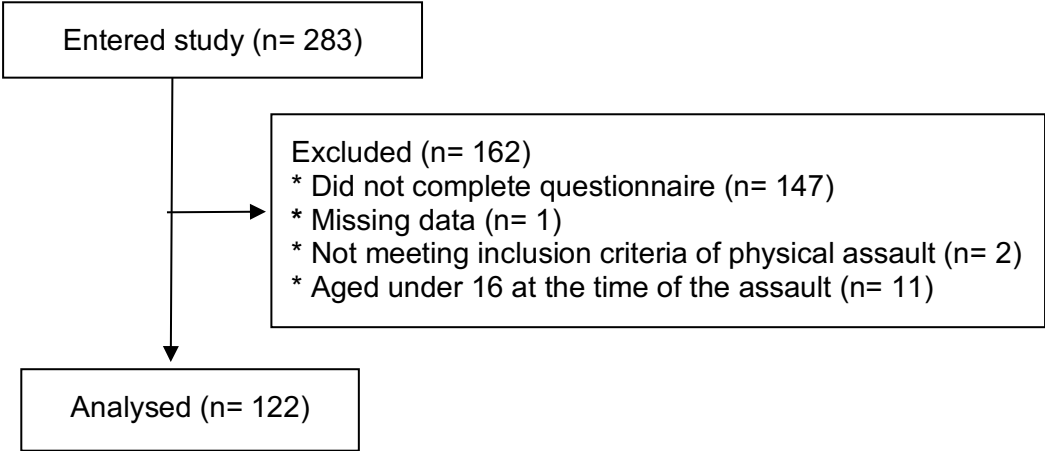 Entered study (n= 283)
Excluded (n= 162)
* Did not complete questionnaire (n= 147)
* Missing data (n= 1)
* Not meeting inclusion criteria of physical assault (n= 2)
* Aged under 16 at the time of the assault (n= 11)
Analysed (n= 122)